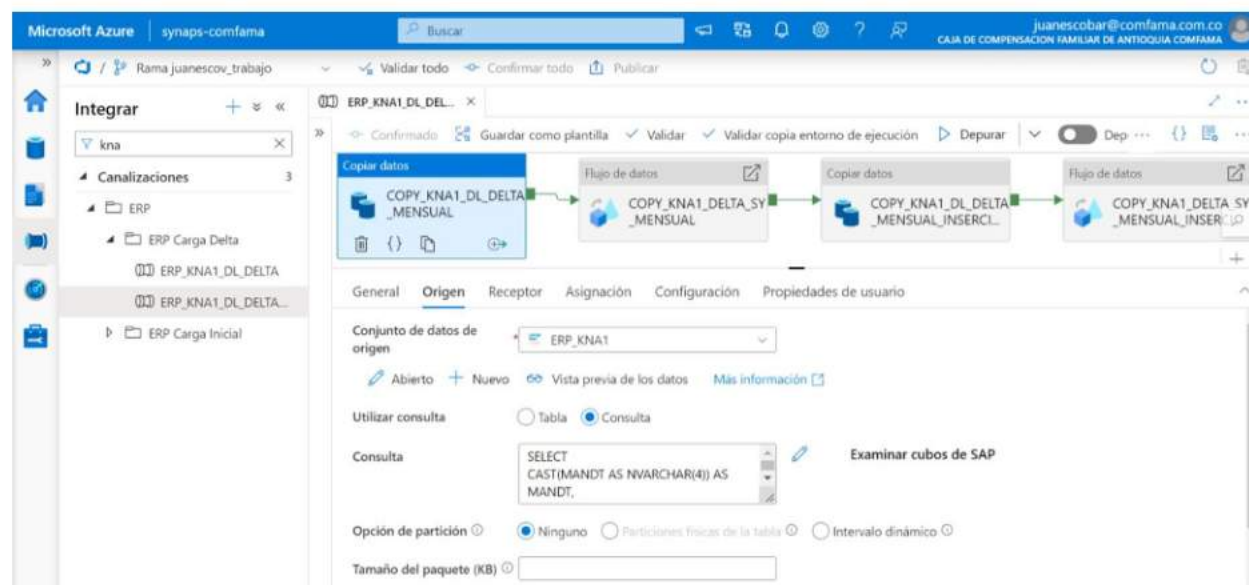 Microsoft Azure synaps-comfama Buscar juanescobar@comfama.com.co
CAJA DE COMPENSACIÓN FAMILIAR DE ANTIOQUIA COMFAMA
Rama juanescov_trabajo Validar todo Confirmar todo Publicar
Integrar
ERP_KNA1_DL_DEL...
kna
Confirmado Guardar como plantilla Validar Validar copia entorno de ejecución Depurar Dep ...
Canalizaciones 3
ERP
ERP Carga Delta
ERP_KNA1_DL_DELTA
ERP_KNA1_DL_DELTA...
ERP Carga Inicial
Copiar datos
COPY_KNA1_DL_DELTA
_MENSUAL
Flujo de datos
COPY_KNA1_DELTA_SY
_MENSUAL
Copiar datos
COPY_KNA1_DL_DELTA
_MENSUAL_INSERCI...
Flujo de datos
COPY_KNA1_DELTA_SY
_MENSUAL_INSER
General Origen Receptor Asignación Configuración Propiedades de usuario
Conjunto de datos de
origen
* ERP_KNA1
Abierto Nuevo Vista previa de los datos Más información
Utilizar consulta Tabla Consulta
Consulta
SELECT
CAST(MANDT AS NVARCHAR(4)) AS
MANDT,
Examinar cubos de SAP
Opción de partición Ninguno Particiones físicas de la tabla Intervalo dinámico
Tamaño del paquete (KB)